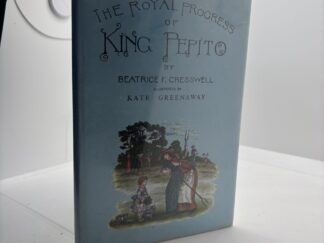 THE ROYAL PROGRESS
OF
KING PEPITO
BY
BEATRICE F. CRESSWELL
ILLUSTRATED BY
KATE GREENAWAY